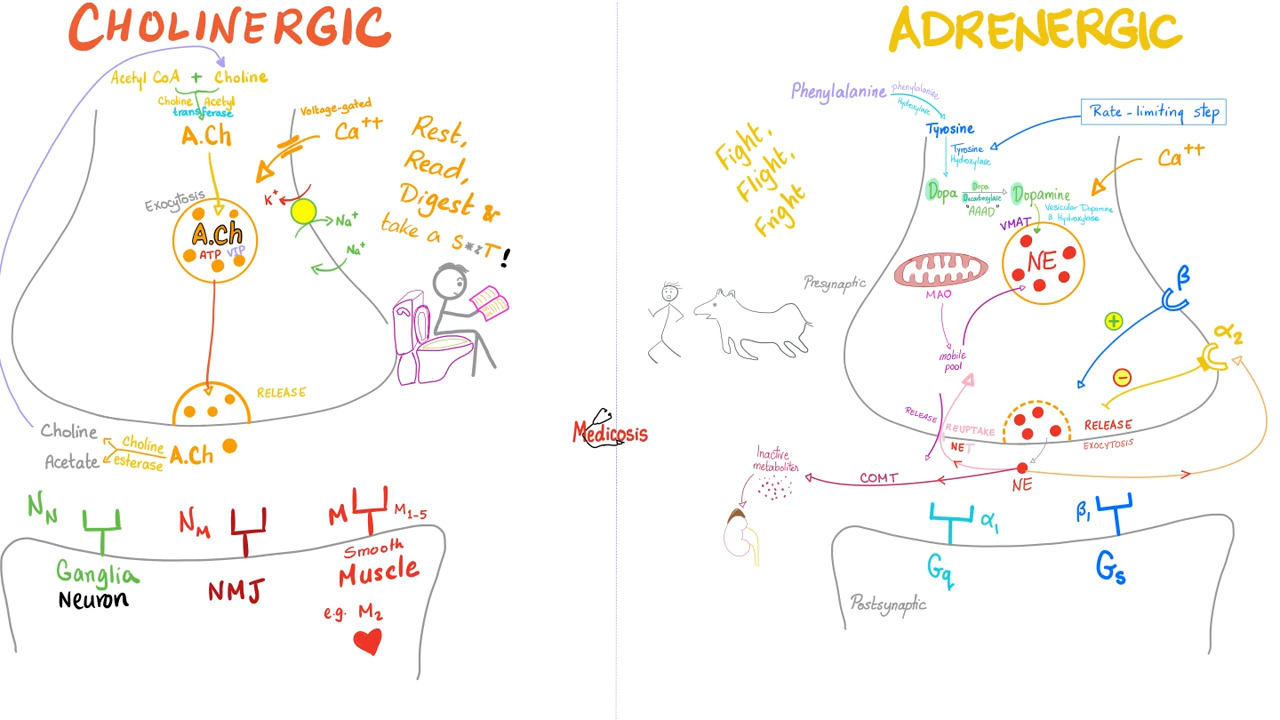 CHOLINERGIC
Acetyl CoA + Choline
Choline Acetyl
transferase
A.Ch
Voltage-gated
Ca++
Exocytosis
K+
Na+
Na+
A.Ch
ATP VIP
Rest,
Read,
Digest &
take a S**T!
RELEASE
Choline
Acetate
Choline
esterase
A.Ch
NN
Ganglia
Neuron
NM
NMJ
M
M1-5
Smooth
Muscle
e.g. M2
Medicosis
ADRENERGIC
Phenylalanine
phenylalanine
Hydroxylase
Tyrosine
Rate-limiting step
Tyrosine
Hydroxylase
Ca++
Fight,
Flight,
Fright
Dopa
Dopa
Decarboxylase
"AAAD"
Dopamine
Vesicular Dopamine
β Hydroxylase
VMAT
NE
Presynaptic
MAO
mobile
pool
β
+
α2
−
RELEASE
REUPTAKE
NET
RELEASE
EXOCYTOSIS
NE
COMT
Inactive
metabolites
α1
Gq
β1
Gs
Postsynaptic